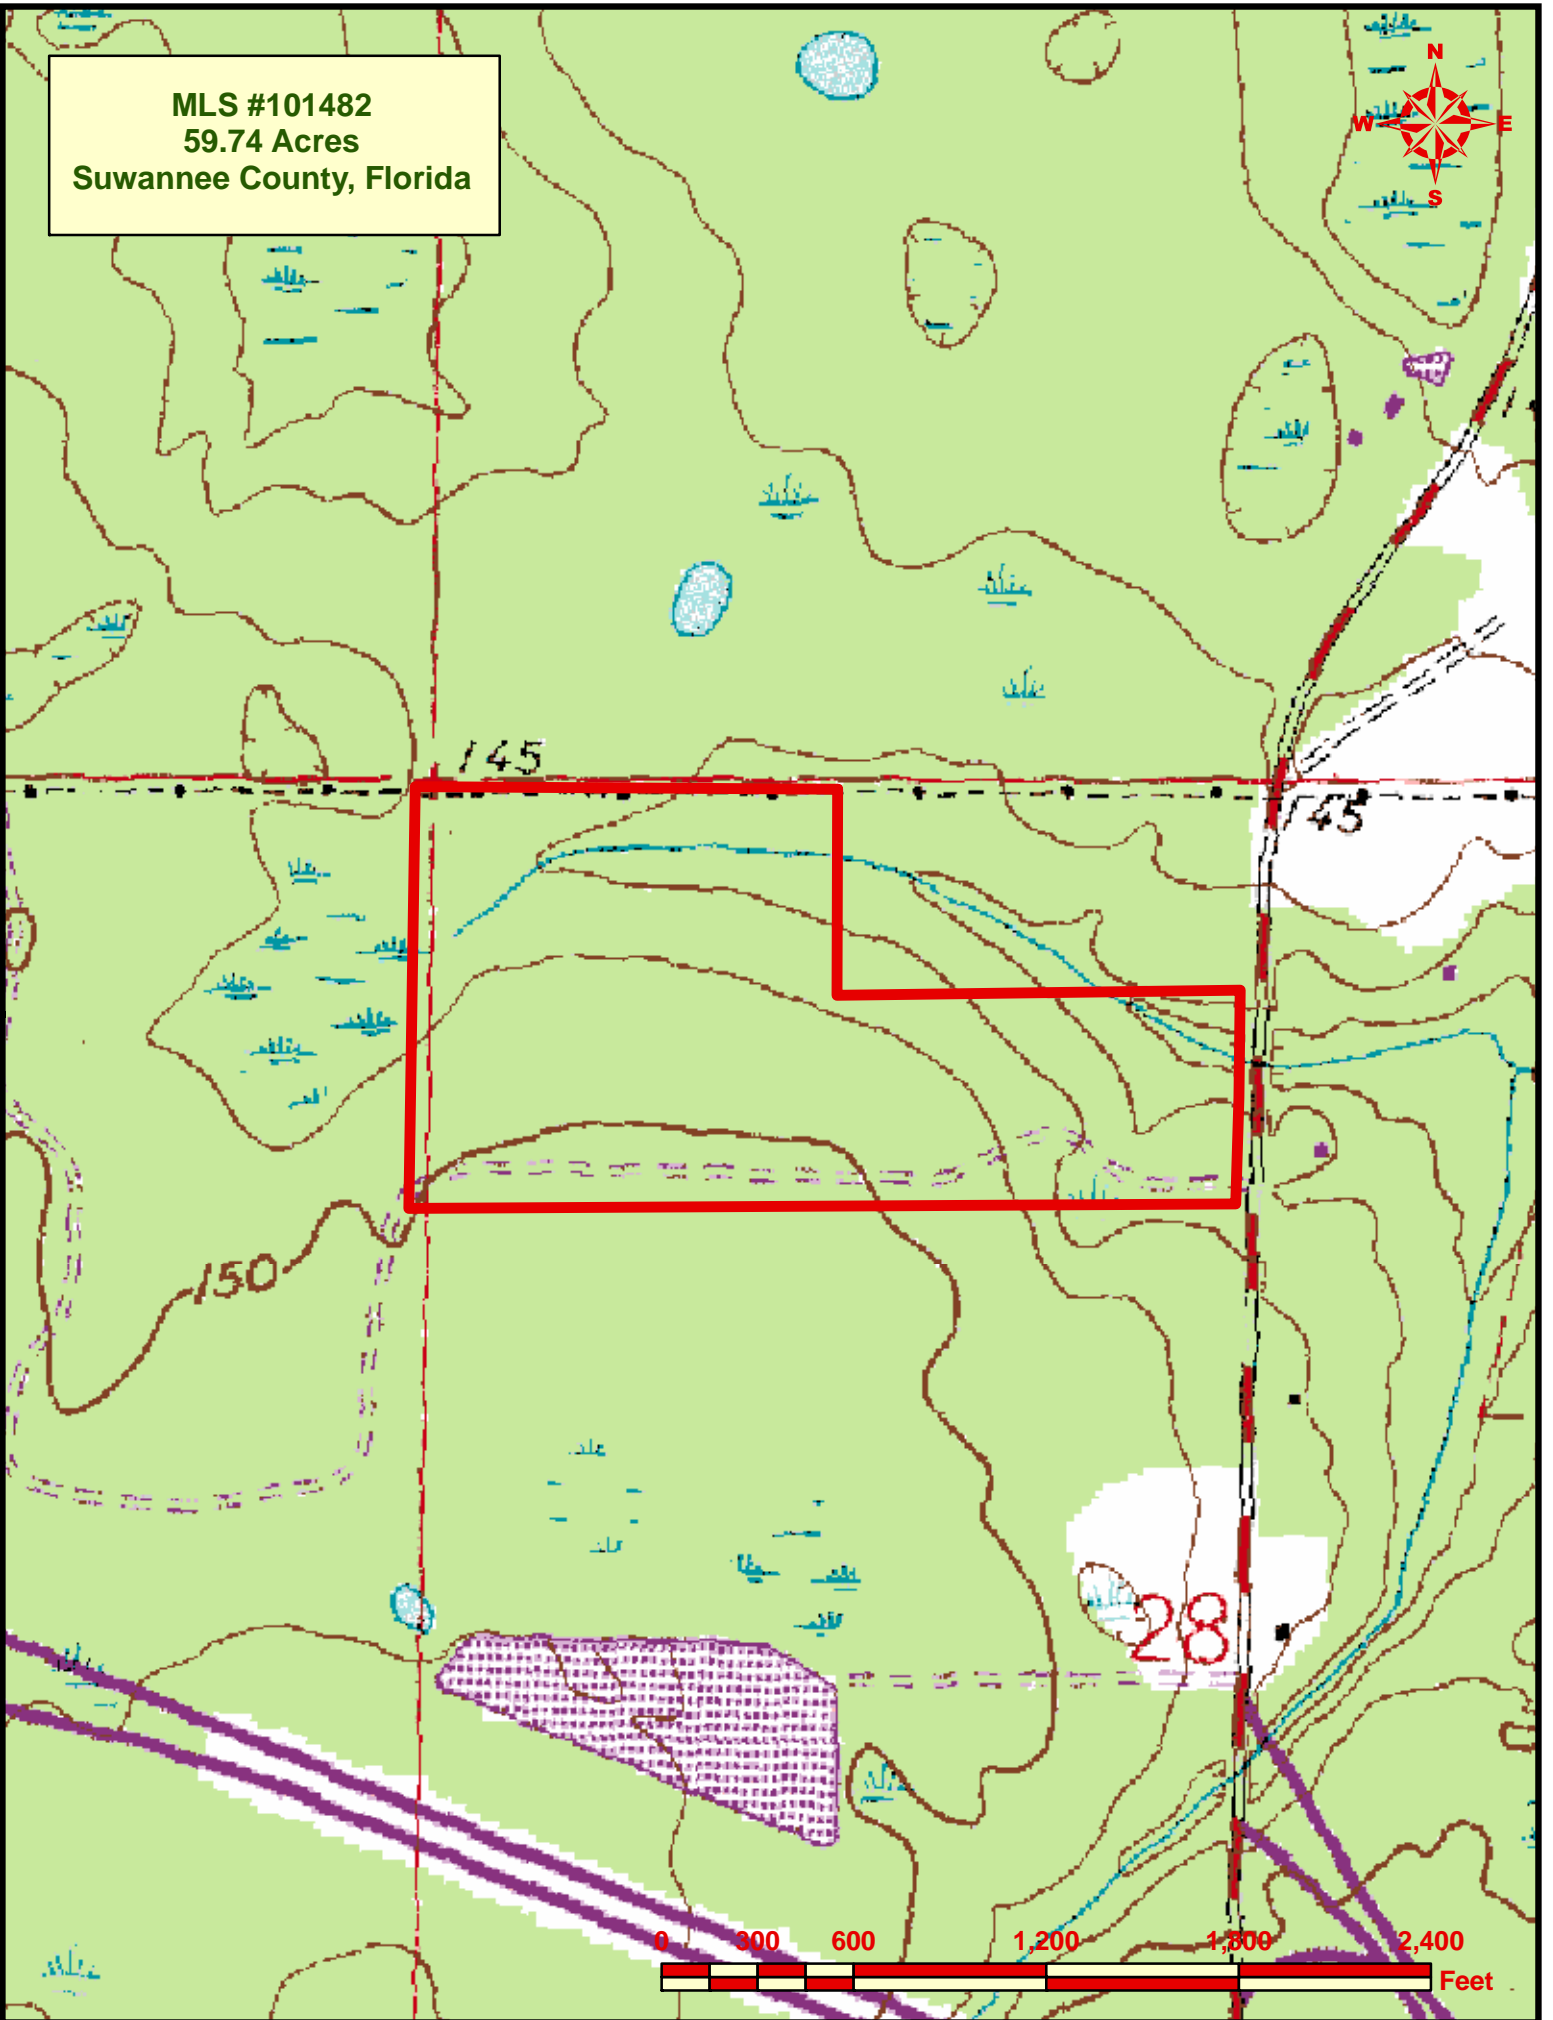 MLS #101482
59.74 Acres
Suwannee County, Florida
N
W E
S
145
145
150
28
0 300 600 1,200 1,800 2,400
Feet